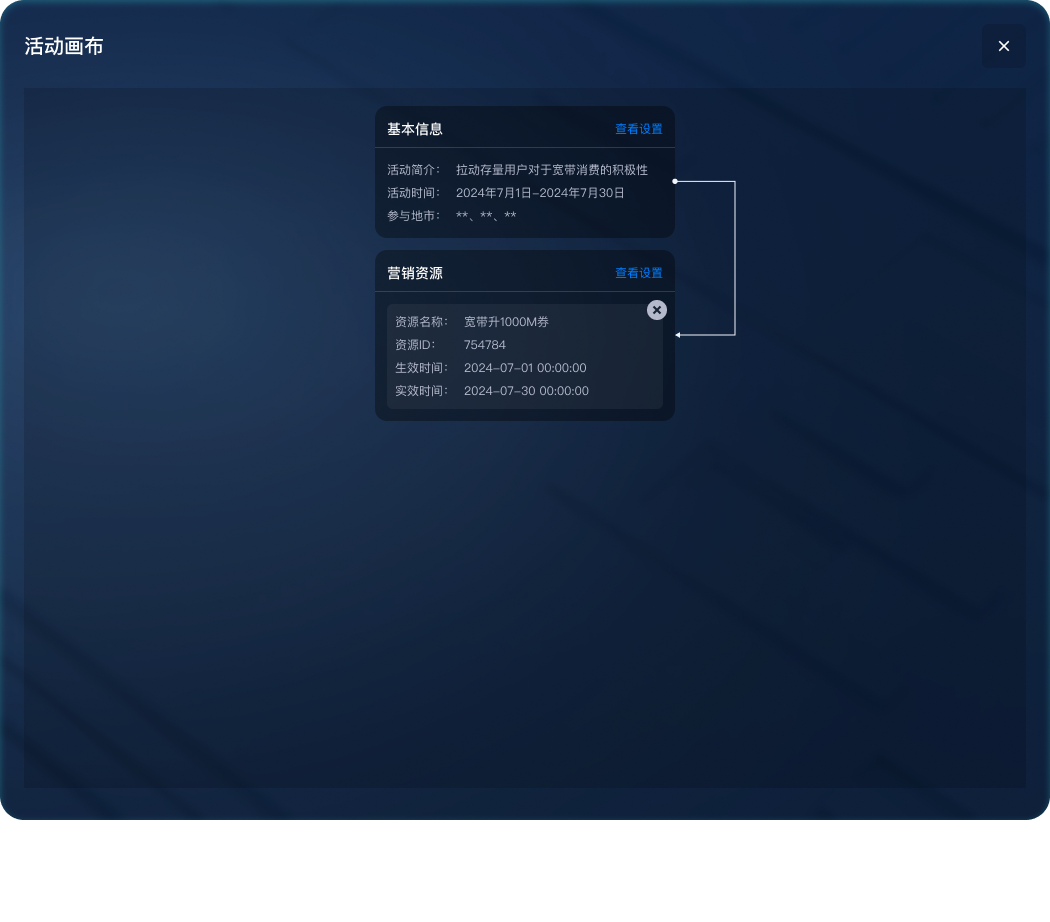 活动画布
基本信息 查看设置
活动简介： 拉动存量用户对于宽带消费的积极性
活动时间： 2024年7月1日-2024年7月30日
参与地市： **、**、**
营销资源 查看设置
资源名称： 宽带升1000M券
资源ID： 754784
生效时间： 2024-07-01 00:00:00
实效时间： 2024-07-30 00:00:00